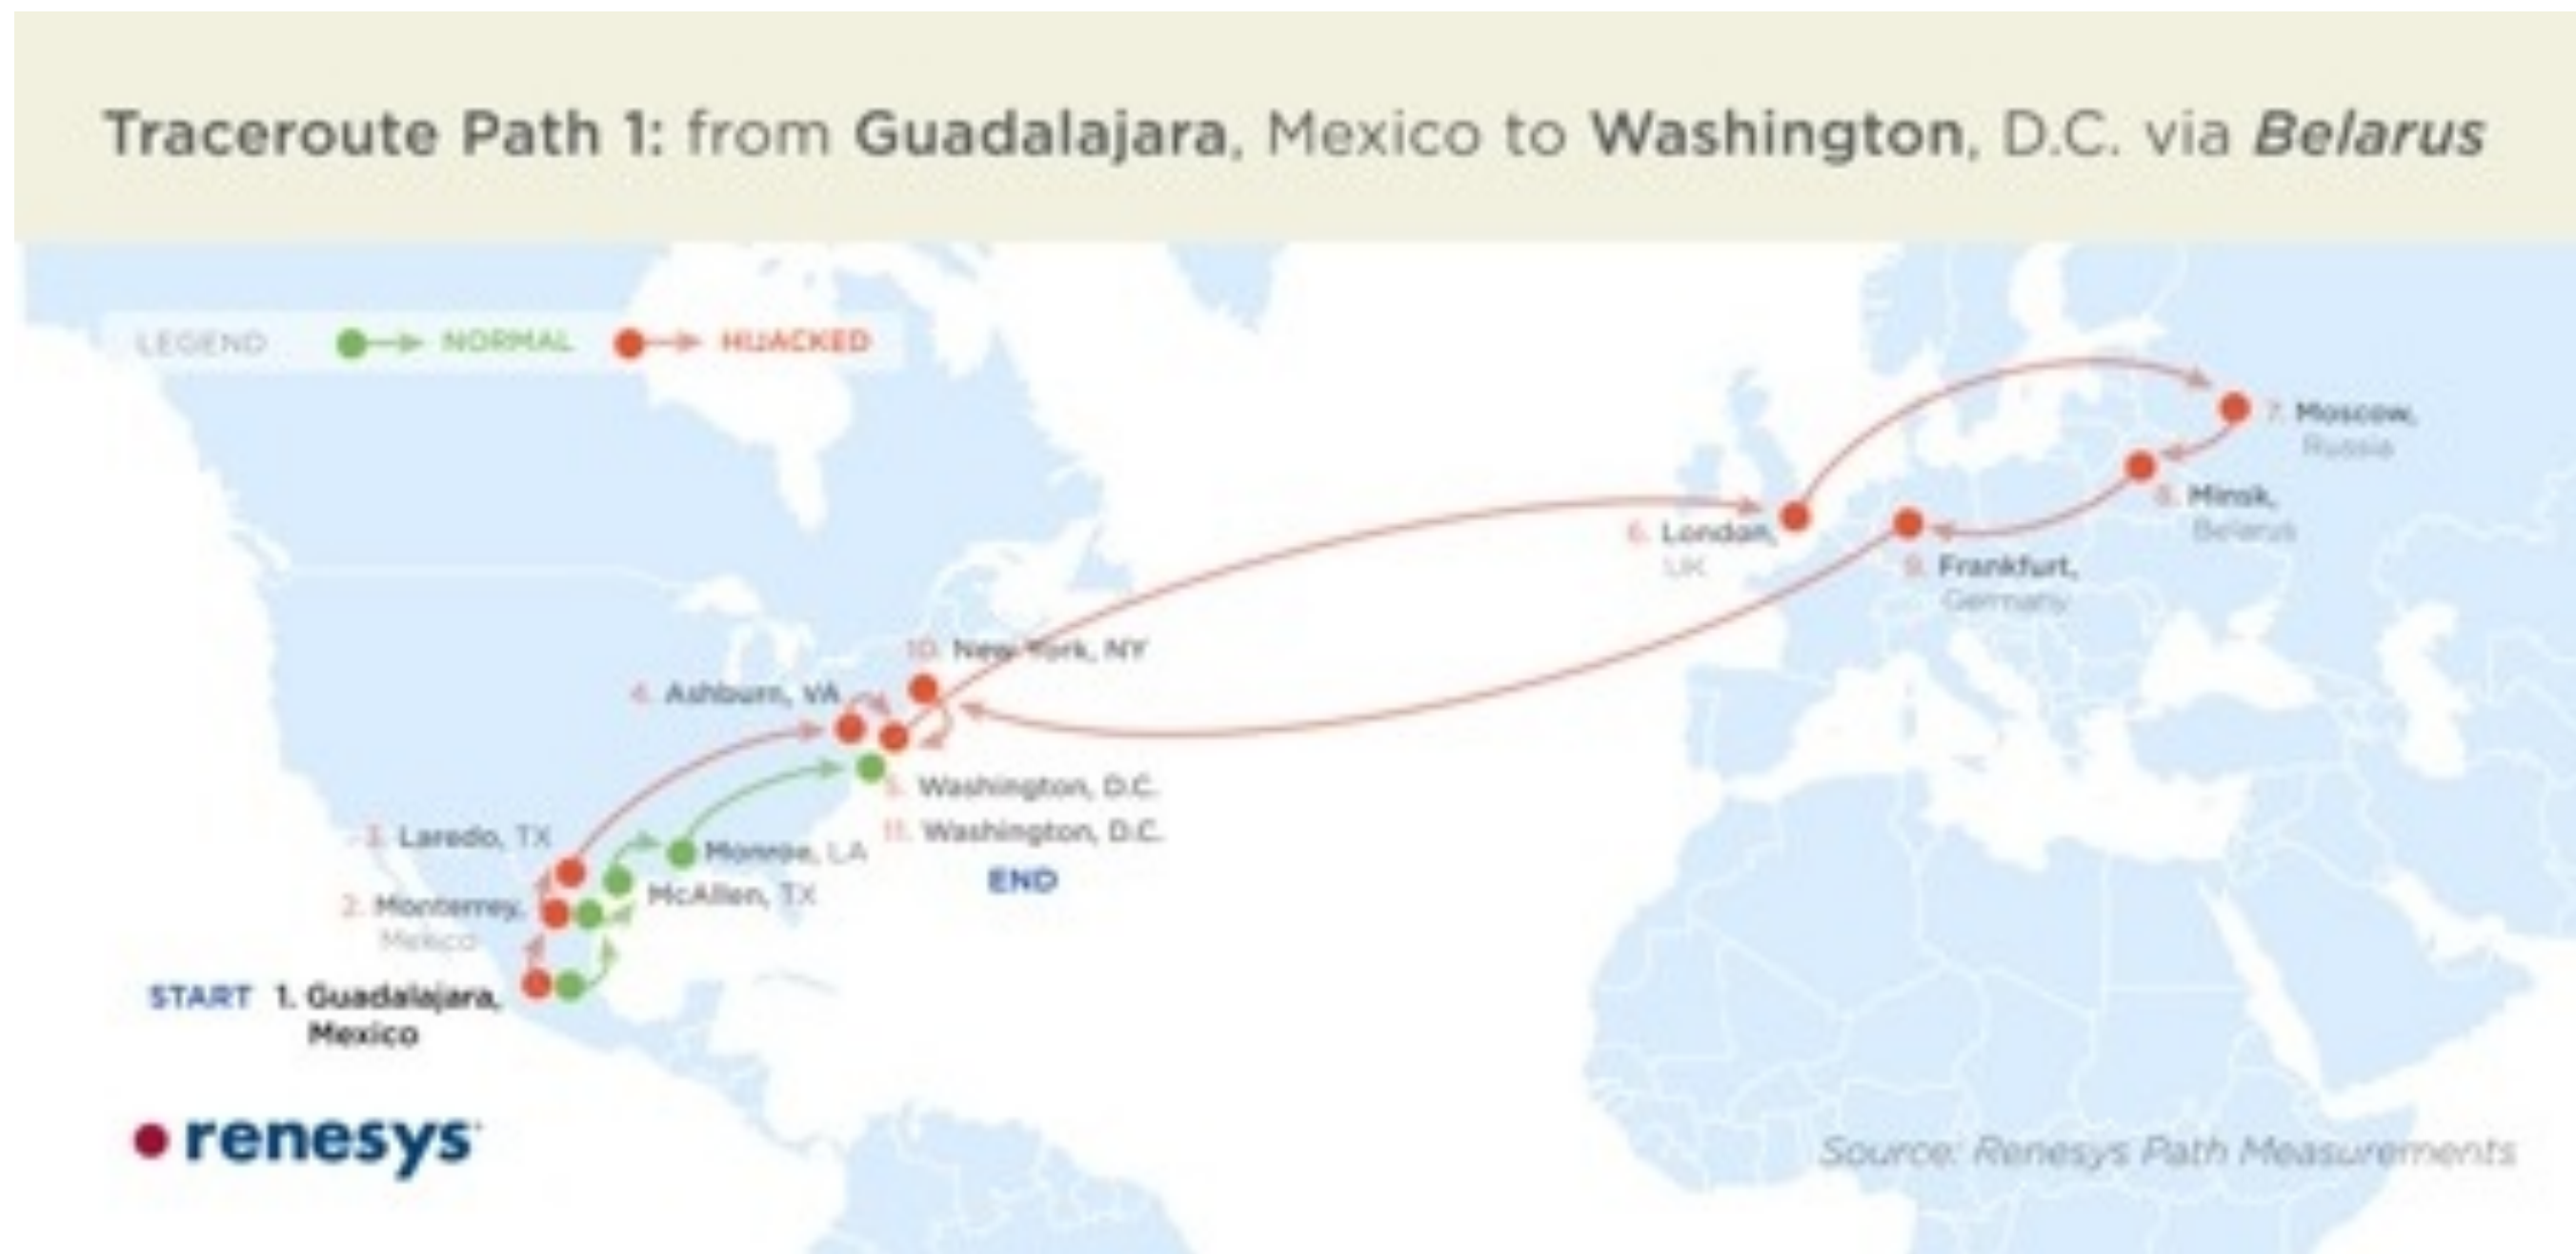 Traceroute Path 1: from Guadalajara, Mexico to Washington, D.C. via Belarus
LEGEND NORMAL HIJACKED
7. Moscow,
Russia
8. Minsk,
Belarus
6. London,
UK
9. Frankfurt,
Germany
10. New York, NY
4. Ashburn, VA
5. Washington, D.C.
11. Washington, D.C.
END
3. Laredo, TX
Monroe, LA
McAllen, TX
2. Monterrey,
Mexico
START 1. Guadalajara,
Mexico
renesys
Source: Renesys Path Measurements